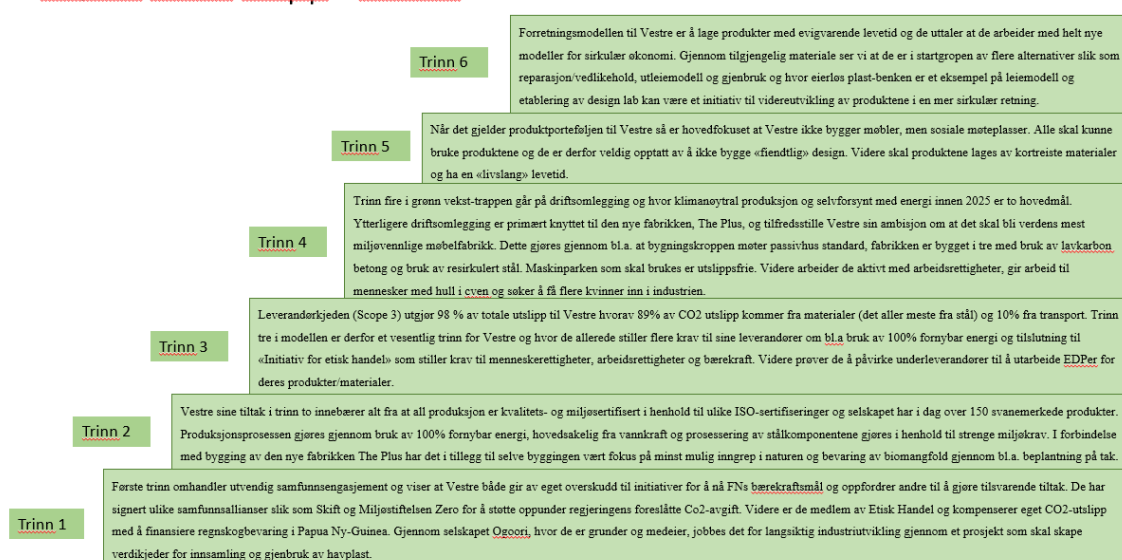 Trinn 6
Forretningsmodellen til Vestre er å lage produkter med evigvarende levetid og de uttaler at de arbeider med helt nye
modeller for sirkulær økonomi. Gjennom tilgjengelig materiale ser vi at de er i startgropen av flere alternativer slik som
reparasjon/vedlikehold, utleiemodell og gjenbruk og hvor eierløs plast-benken er et eksempel på leiemodell og
etablering av design lab kan være et initiativ til videreutvikling av produktene i en mer sirkulær retning.
Trinn 5
Når det gjelder produktporteføljen til Vestre så er hovedfokuset at Vestre ikke bygger møbler, men sosiale møteplasser. Alle skal kunne
bruke produktene og de er derfor veldig opptatt av å ikke bygge «fiendtlig» design. Videre skal produktene lages av kortreiste materialer
og ha en «livslang» levetid.
Trinn 4
Trinn fire i grønn vekst-trappen går på driftsomlegging og hvor klimanøytral produksjon og selvforsynt med energi innen 2025 er to hovedmål.
Ytterligere driftsomlegging er primært knyttet til den nye fabrikken, The Plus, og tilfredsstille Vestre sin ambisjon om at det skal bli verdens mest
miljøvennlige møbelfabrikk. Dette gjøres gjennom bl.a. at bygningskroppen møter passivhus standard, fabrikken er bygget i tre med bruk av lavkarbon
betong og bruk av resirkulert stål. Maskinparken som skal brukes er utslippsfrie. Videre arbeider de aktivt med arbeidsrettigheter, gir arbeid til
mennesker med hull i cven og søker å få flere kvinner inn i industrien.
Trinn 3
Leverandørkjeden (Scope 3) utgjør 98 % av totale utslipp til Vestre hvorav 89% av CO2 utslipp kommer fra materialer (det aller meste fra stål) og 10% fra transport. Trinn
tre i modellen er derfor et vesentlig trinn for Vestre og hvor de allerede stiller flere krav til sine leverandører om bl.a bruk av 100% fornybar energi og tilslutning til
«Initiativ for etisk handel» som stiller krav til menneskerettigheter, arbeidsrettigheter og bærekraft. Videre prøver de å påvirke underleverandører til å utarbeide EDPer for
deres produkter/materialer.
Trinn 2
Vestre sine tiltak i trinn to innebærer alt fra at all produksjon er kvalitets- og miljøsertifisert i henhold til ulike ISO-sertifiseringer og selskapet har i dag over 150 svanemerkede produkter.
Produksjonsprosessen gjøres gjennom bruk av 100% fornybar energi, hovedsakelig fra vannkraft og prosessering av stålkomponentene gjøres i henhold til strenge miljøkrav. I forbindelse
med bygging av den nye fabrikken The Plus har det i tillegg til selve byggingen vært fokus på minst mulig inngrep i naturen og bevaring av biomangfold gjennom bl.a. beplantning på tak.
Trinn 1
Første trinn omhandler utvendig samfunnsengasjement og viser at Vestre både gir av eget overskudd til initiativer for å nå FNs bærekraftsmål og oppfordrer andre til å gjøre tilsvarende tiltak. De har
signert ulike samfunnsallianser slik som Skift og Miljøstiftelsen Zero for å støtte oppunder regjeringens foreslåtte Co2-avgift. Videre er de medlem av Etisk Handel og kompenserer eget CO2-utslipp
med å finansiere regnskogbevaring i Papua Ny-Guinea. Gjennom selskapet Ogoori, hvor de er grunder og medeier, jobbes det for langsiktig industriutvikling gjennom et prosjekt som skal skape
verdikjeder for innsamling og gjenbruk av havplast.